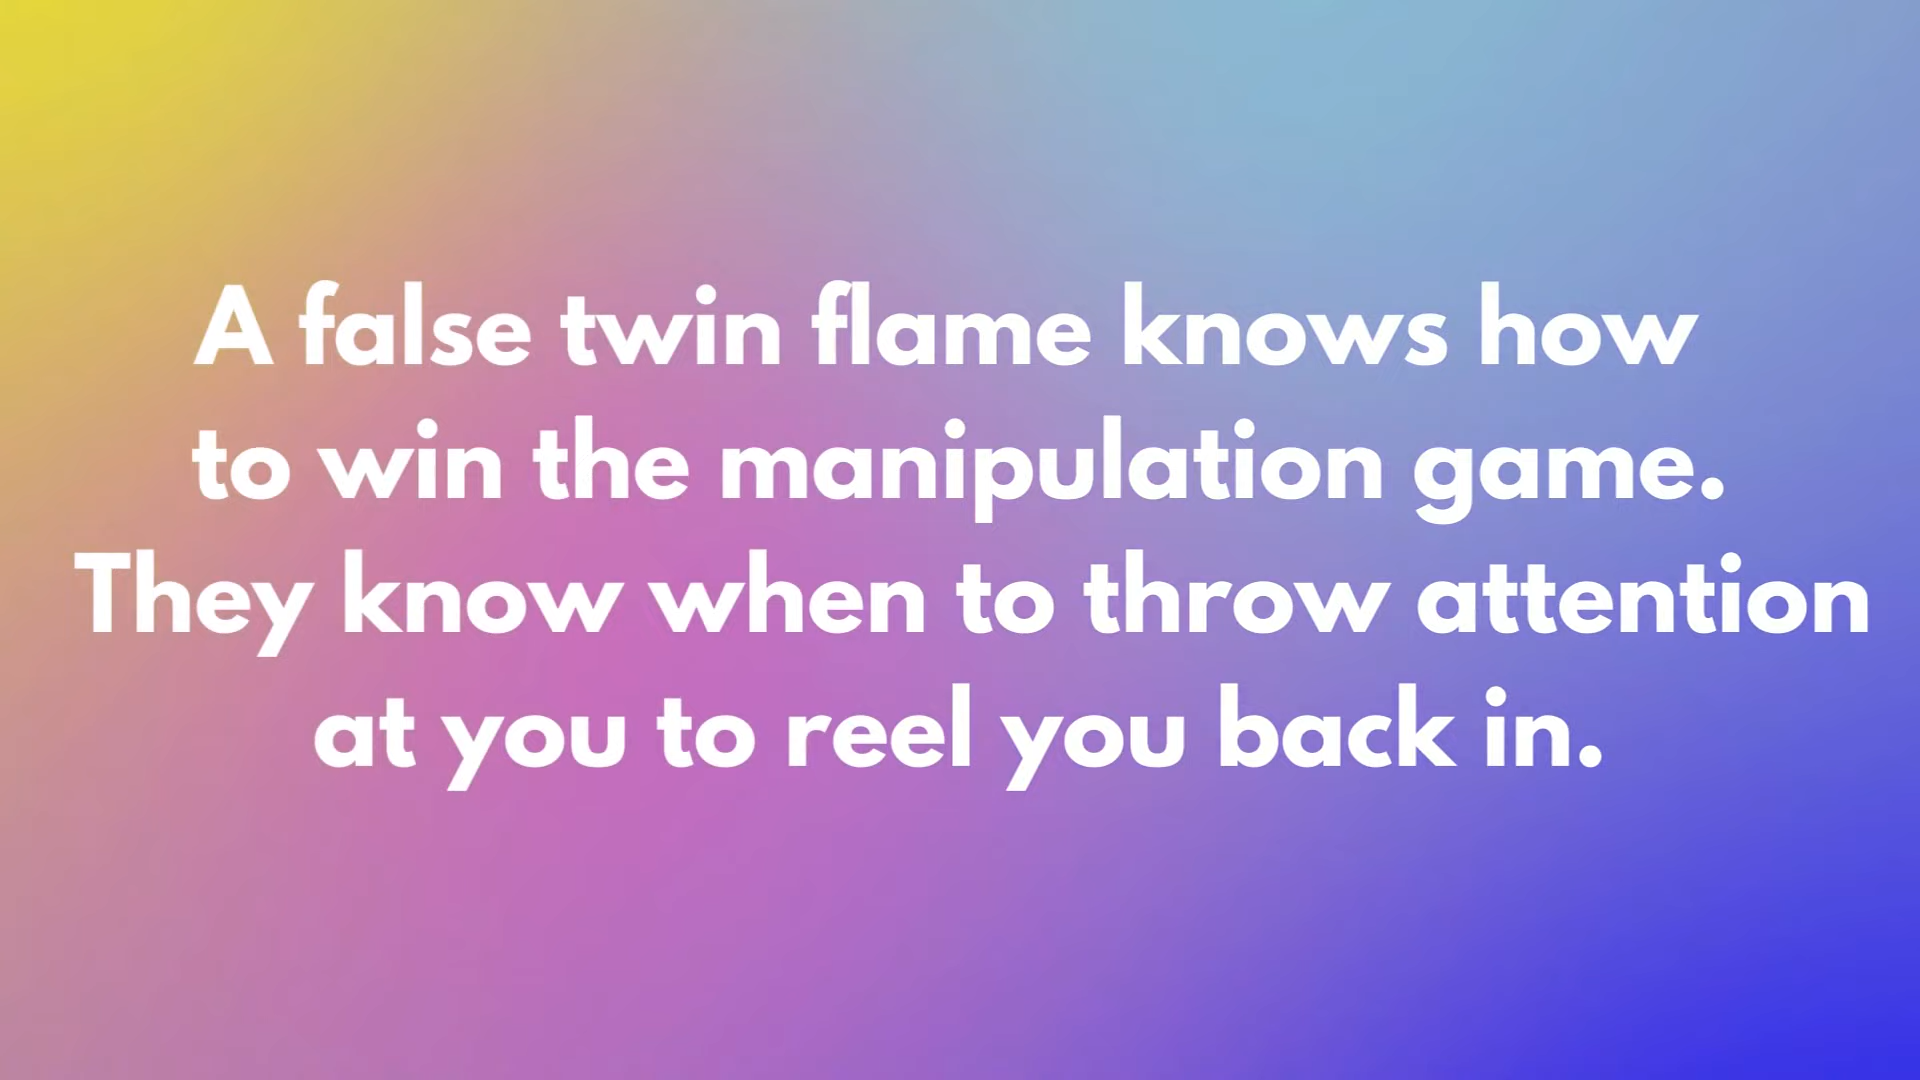 A false twin flame knows how
to win the manipulation game.
They know when to throw attention
at you to reel you back in.